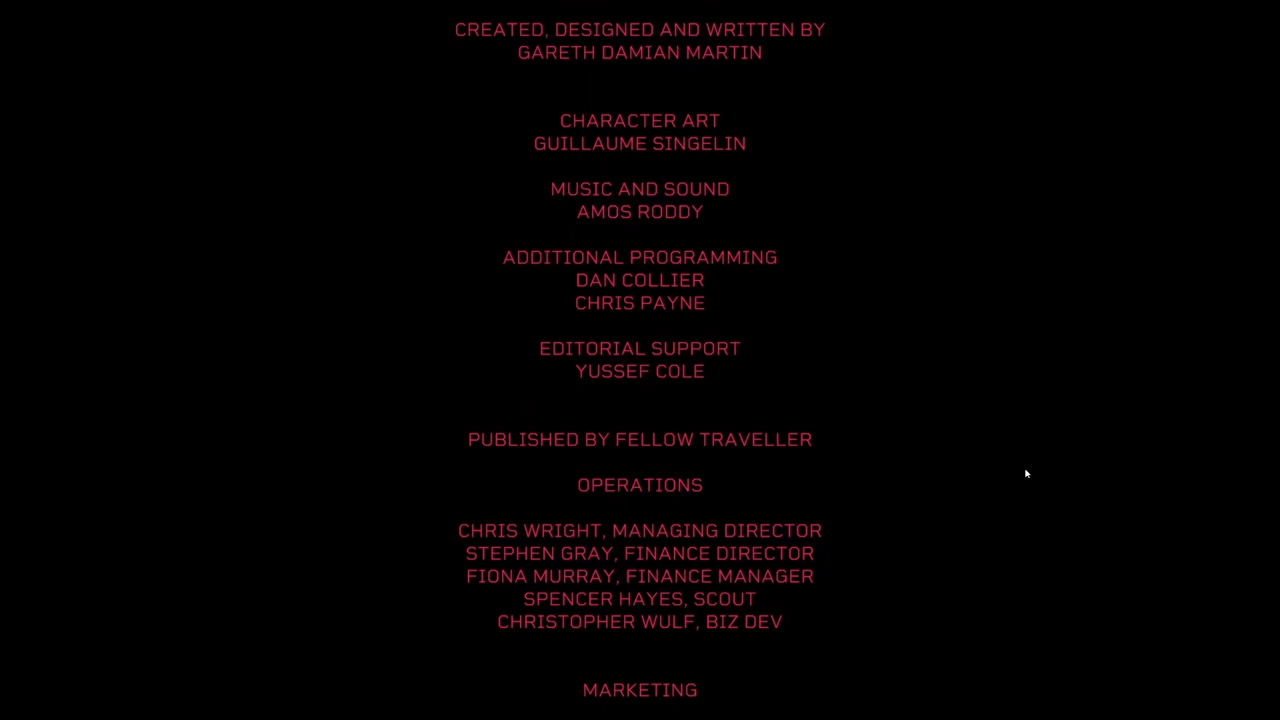 CREATED, DESIGNED AND WRITTEN BY
GARETH DAMIAN MARTIN
CHARACTER ART
GUILLAUME SINGELIN
MUSIC AND SOUND
AMOS RODDY
ADDITIONAL PROGRAMMING
DAN COLLIER
CHRIS PAYNE
EDITORIAL SUPPORT
YUSSEF COLE
PUBLISHED BY FELLOW TRAVELLER
OPERATIONS
CHRIS WRIGHT, MANAGING DIRECTOR
STEPHEN GRAY, FINANCE DIRECTOR
FIONA MURRAY, FINANCE MANAGER
SPENCER HAYES, SCOUT
CHRISTOPHER WULF, BIZ DEV
MARKETING